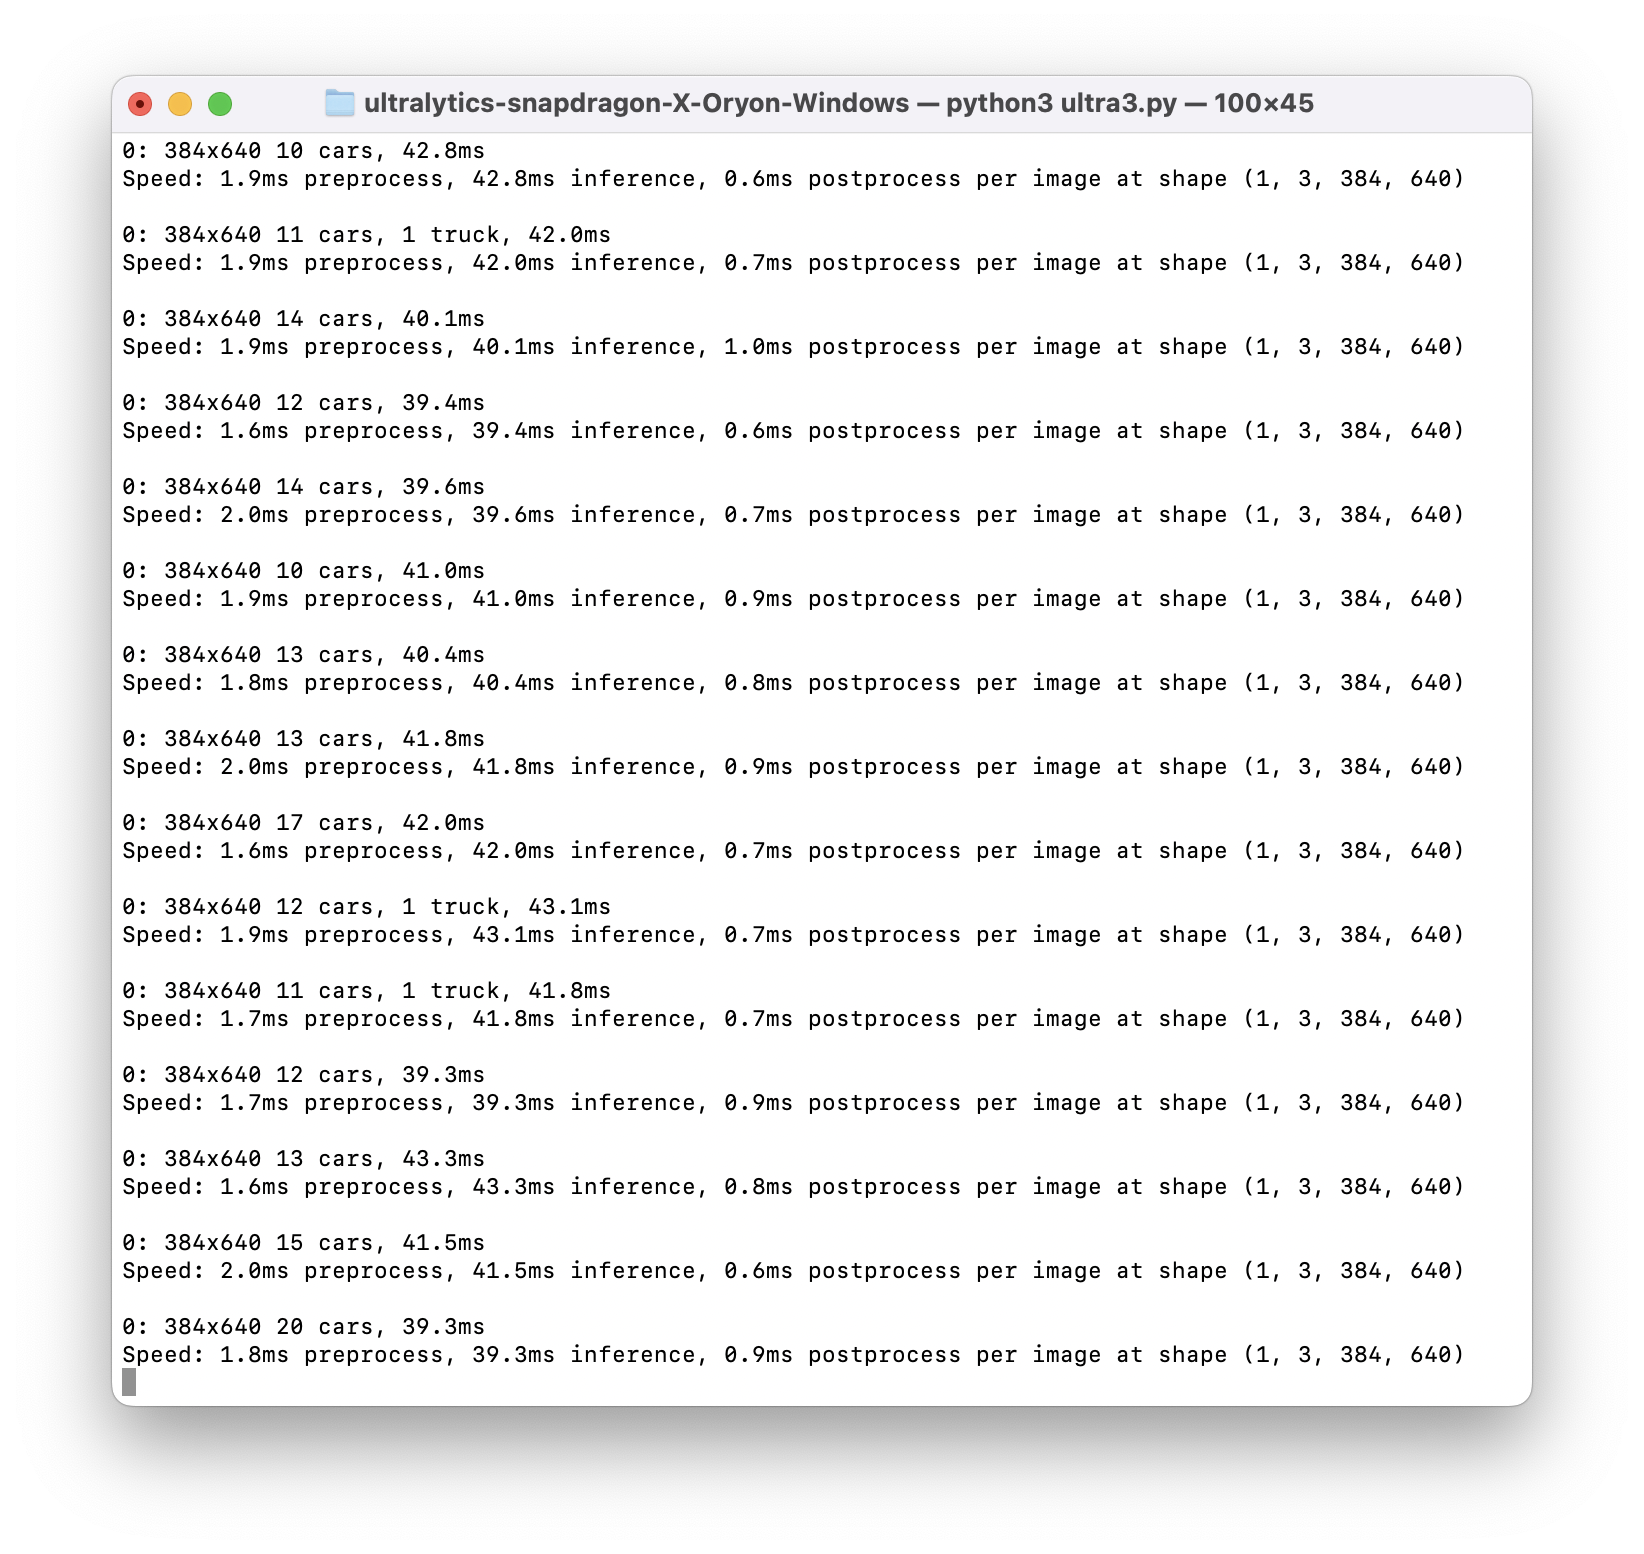 ultralytics-snapdragon-X-Oryon-Windows — python3 ultra3.py — 100×45
0: 384x640 10 cars, 42.8ms
Speed: 1.9ms preprocess, 42.8ms inference, 0.6ms postprocess per image at shape (1, 3, 384, 640)
0: 384x640 11 cars, 1 truck, 42.0ms
Speed: 1.9ms preprocess, 42.0ms inference, 0.7ms postprocess per image at shape (1, 3, 384, 640)
0: 384x640 14 cars, 40.1ms
Speed: 1.9ms preprocess, 40.1ms inference, 1.0ms postprocess per image at shape (1, 3, 384, 640)
0: 384x640 12 cars, 39.4ms
Speed: 1.6ms preprocess, 39.4ms inference, 0.6ms postprocess per image at shape (1, 3, 384, 640)
0: 384x640 14 cars, 39.6ms
Speed: 2.0ms preprocess, 39.6ms inference, 0.7ms postprocess per image at shape (1, 3, 384, 640)
0: 384x640 10 cars, 41.0ms
Speed: 1.9ms preprocess, 41.0ms inference, 0.9ms postprocess per image at shape (1, 3, 384, 640)
0: 384x640 13 cars, 40.4ms
Speed: 1.8ms preprocess, 40.4ms inference, 0.8ms postprocess per image at shape (1, 3, 384, 640)
0: 384x640 13 cars, 41.8ms
Speed: 2.0ms preprocess, 41.8ms inference, 0.9ms postprocess per image at shape (1, 3, 384, 640)
0: 384x640 17 cars, 42.0ms
Speed: 1.6ms preprocess, 42.0ms inference, 0.7ms postprocess per image at shape (1, 3, 384, 640)
0: 384x640 12 cars, 1 truck, 43.1ms
Speed: 1.9ms preprocess, 43.1ms inference, 0.7ms postprocess per image at shape (1, 3, 384, 640)
0: 384x640 11 cars, 1 truck, 41.8ms
Speed: 1.7ms preprocess, 41.8ms inference, 0.7ms postprocess per image at shape (1, 3, 384, 640)
0: 384x640 12 cars, 39.3ms
Speed: 1.7ms preprocess, 39.3ms inference, 0.9ms postprocess per image at shape (1, 3, 384, 640)
0: 384x640 13 cars, 43.3ms
Speed: 1.6ms preprocess, 43.3ms inference, 0.8ms postprocess per image at shape (1, 3, 384, 640)
0: 384x640 15 cars, 41.5ms
Speed: 2.0ms preprocess, 41.5ms inference, 0.6ms postprocess per image at shape (1, 3, 384, 640)
0: 384x640 20 cars, 39.3ms
Speed: 1.8ms preprocess, 39.3ms inference, 0.9ms postprocess per image at shape (1, 3, 384, 640)